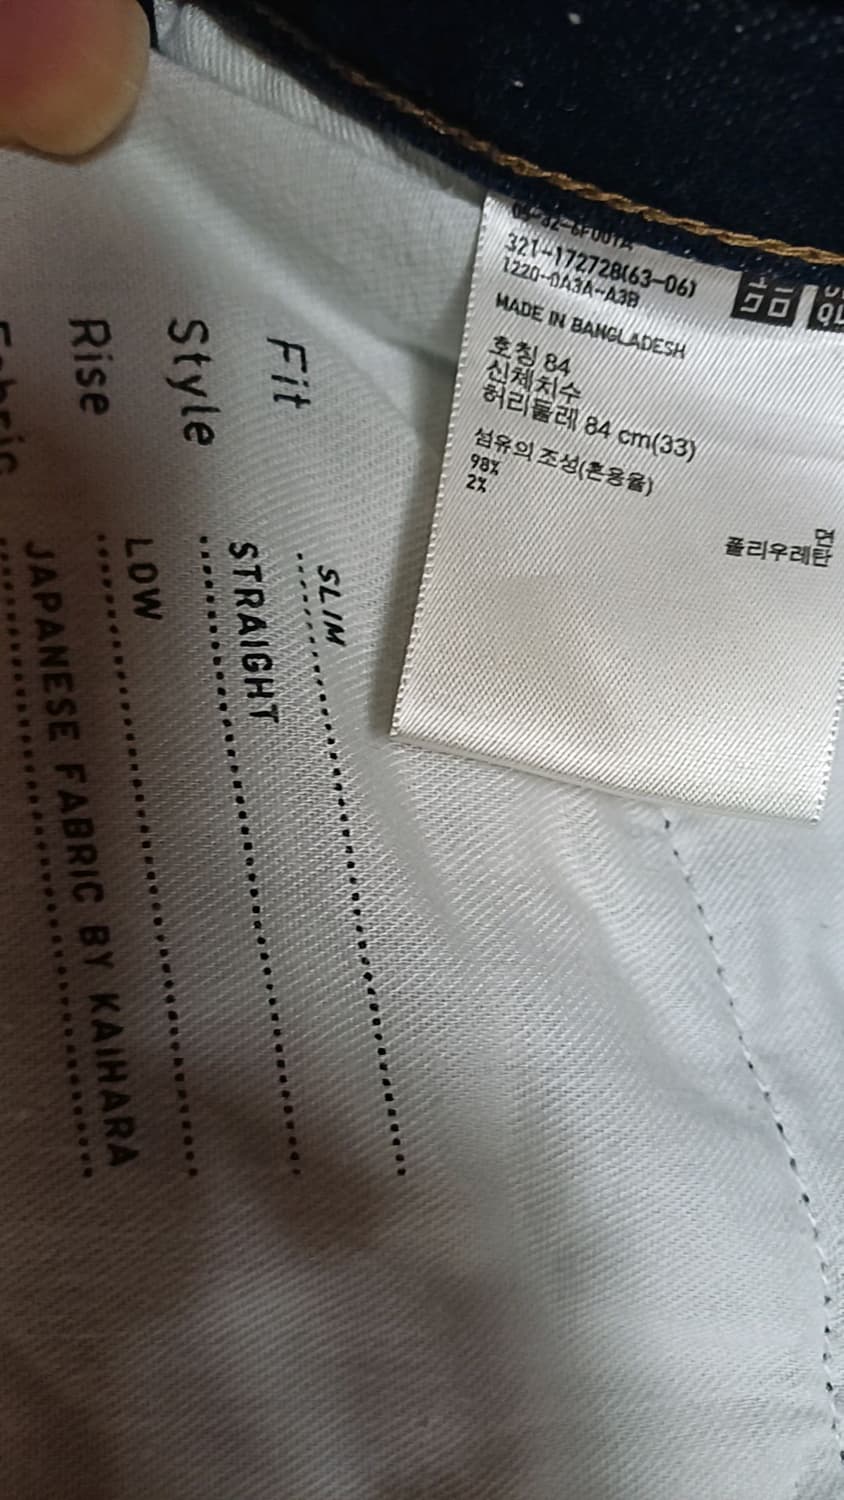 321-172728(63-06)
1220-0A3A-A3B
MADE IN BANGLADESH
호칭 84
신체치수
허리둘레 84 cm(33)
섬유의 조성(혼용율)
98% 면
2% 폴리우레탄
Fit SLIM
Style STRAIGHT
Rise LOW
JAPANESE FABRIC BY KAIHARA